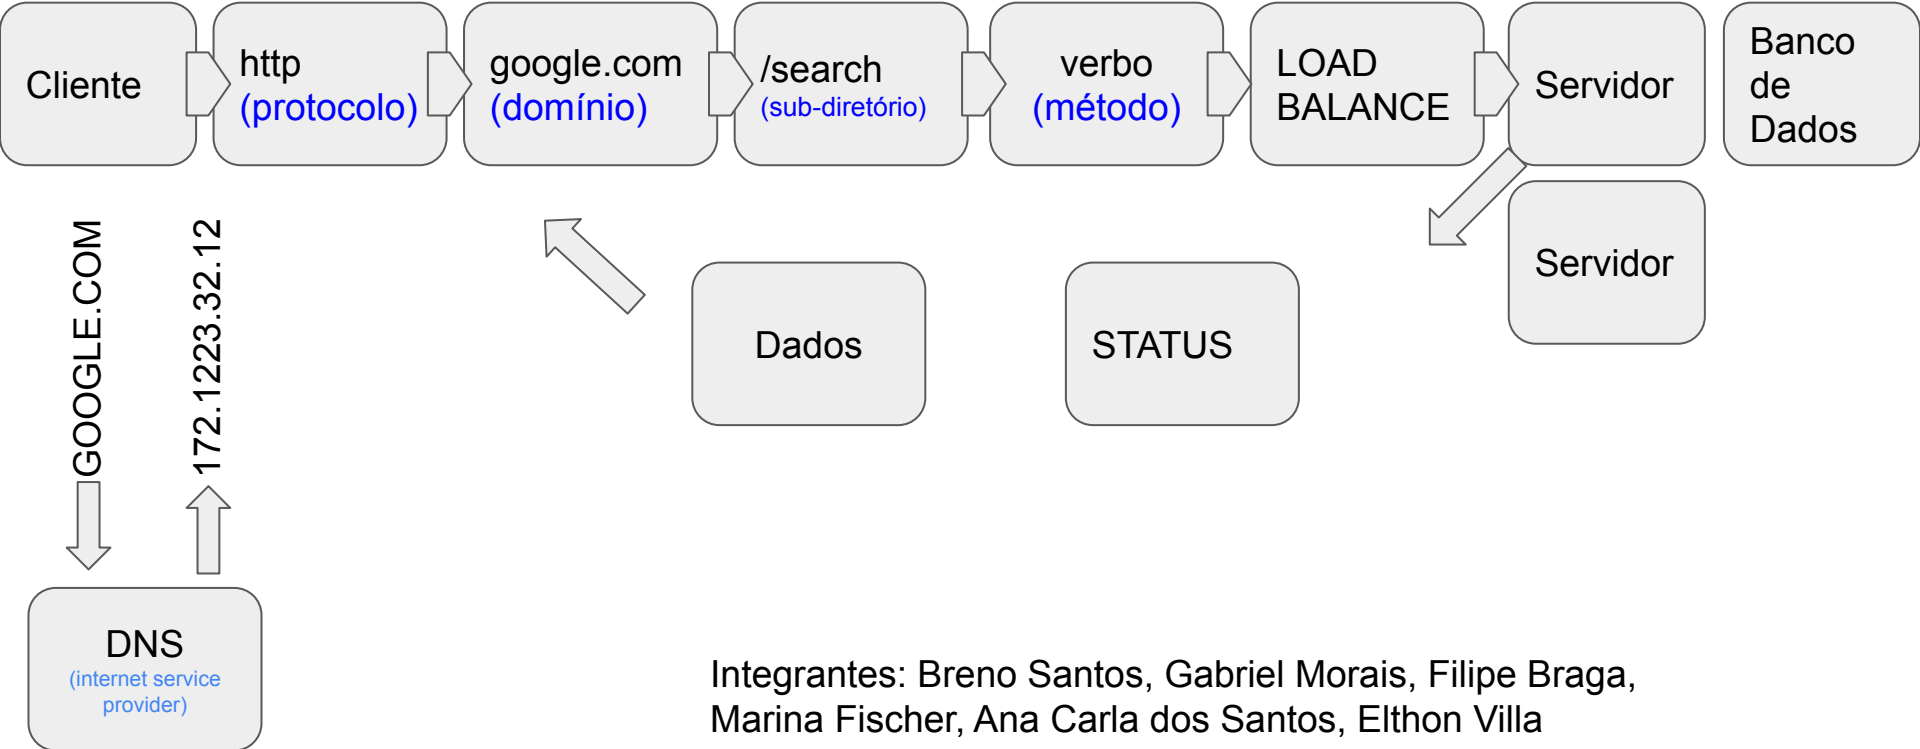 Cliente
http
(protocolo)
google.com
(domínio)
/search
(sub-diretório)
verbo
(método)
LOAD
BALANCE
Servidor
Banco
de
Dados
Servidor
GOOGLE.COM
172.1223.32.12
Dados
STATUS
DNS
(internet service
provider)
Integrantes: Breno Santos, Gabriel Morais, Filipe Braga,
Marina Fischer, Ana Carla dos Santos, Elthon Villa